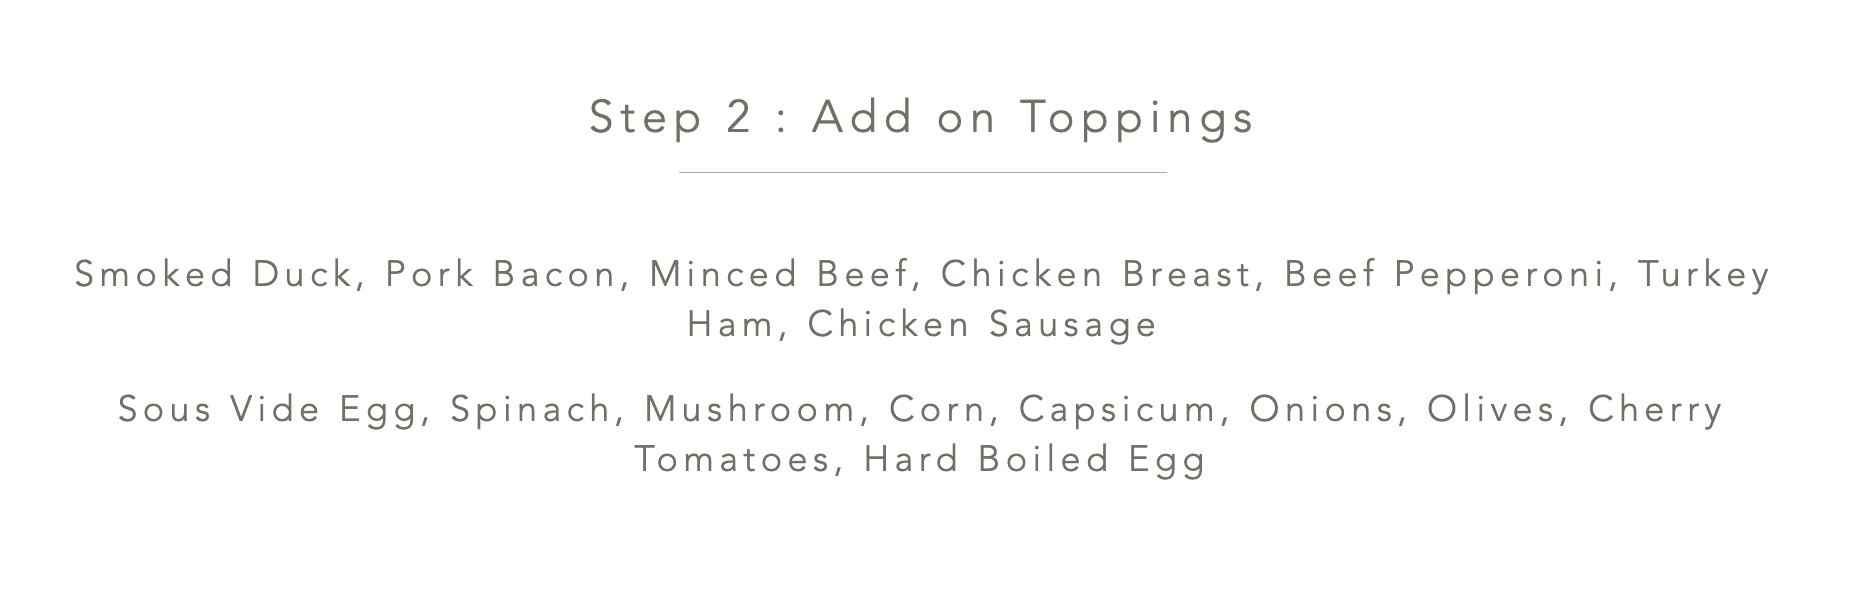 Step 2 : Add on Toppings
Smoked Duck, Pork Bacon, Minced Beef, Chicken Breast, Beef Pepperoni, Turkey
Ham, Chicken Sausage
Sous Vide Egg, Spinach, Mushroom, Corn, Capsicum, Onions, Olives, Cherry
Tomatoes, Hard Boiled Egg